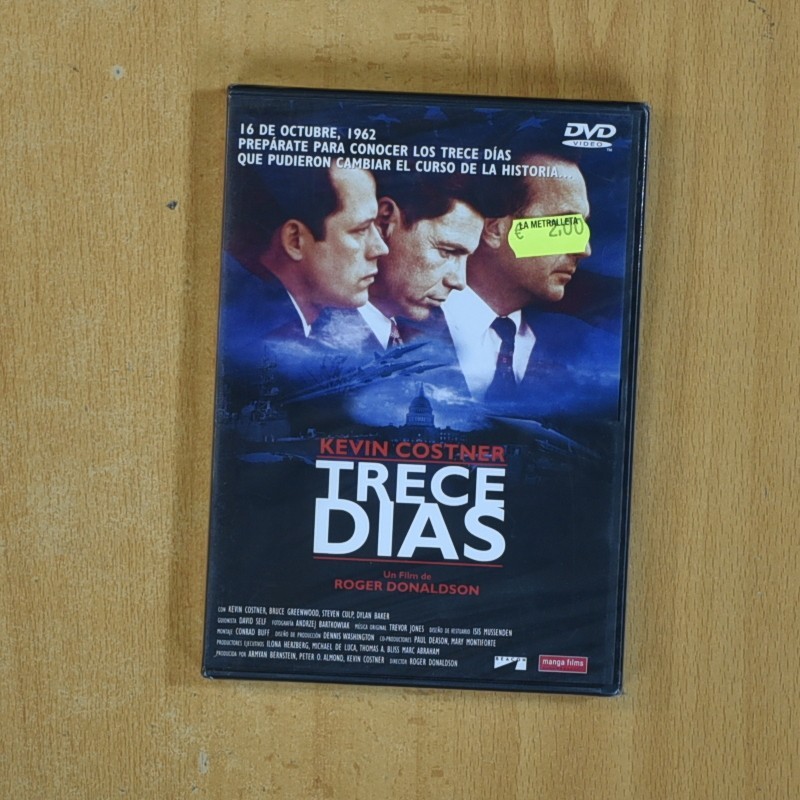 16 DE OCTUBRE, 1962
PREPÁRATE PARA CONOCER LOS TRECE DÍAS
QUE PUDIERON CAMBIAR EL CURSO DE LA HISTORIA...
DVD
VIDEO
LA METRALLETA
€ 2,00
KEVIN COSTNER
TRECE
DIAS
Un Film de
ROGER DONALDSON
CON KEVIN COSTNER, BRUCE GREENWOOD, STEVEN CULP, DYLAN BAKER
GUIONISTA DAVID SELF FOTOGRAFÍA ANDRZEJ BARTKOWIAK MÚSICA ORIGINAL TREVOR JONES DISEÑO DE VESTUARIO ISIS MUSSENDEN
MONTAJE CONRAD BUFF DISEÑO DE PRODUCCIÓN DENNIS WASHINGTON CO-PRODUCTORES PAUL DEASON, MARY MONTIFORTE
PRODUCTORES EJECUTIVOS ILONA HERZBERG, MICHAEL DE LUCA, THOMAS A. BLISS MARC ABRAHAM
PRODUCIDA POR ARMYAN BERNSTEIN, PETER O. ALMOND, KEVIN COSTNER DIRECTOR ROGER DONALDSON
BEACON
manga films